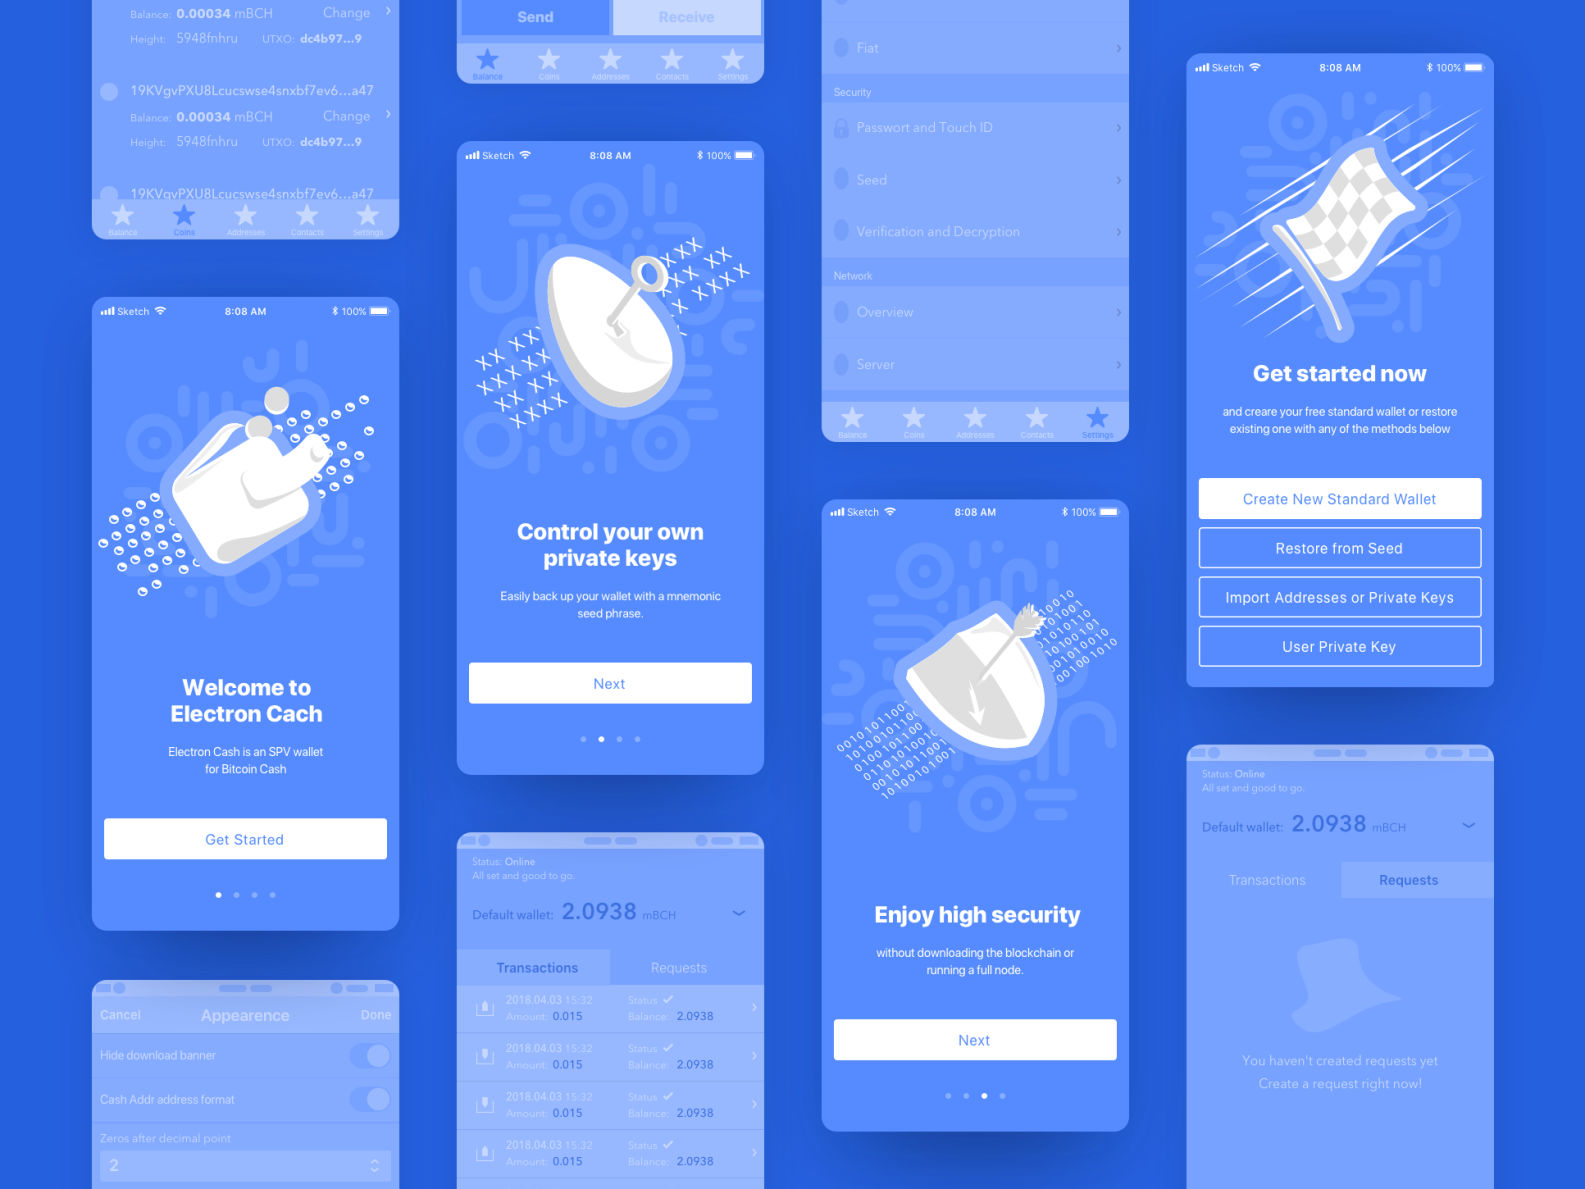 Balance: 0.00034 mBCH Change
Height: 5948fnhru UTXO: dc4b97...9
19KVgvPXU8Lcucswse4snxbf7ev6...a47
Balance: 0.00034 mBCH Change
Height: 5948fnhru UTXO: dc4b97...9
19KVgvPXU8Lcucswse4snxbf7ev6...a47
Balance Coins Addresses Contacts Settings
Sketch 8:08 AM 100%
Welcome to
Electron Cach
Electron Cash is an SPV wallet
for Bitcoin Cash
Get Started
Cancel Appearence Done
Hide download banner
Cash Addr address format
Zeros after decimal point
2
Send Receive
Balance Coins Addresses Contacts Settings
Sketch 8:08 AM 100%
Control your own
private keys
Easily back up your wallet with a mnemonic
seed phrase.
Next
Status: Online
All set and good to go.
Default wallet: 2.0938 mBCH
Transactions Requests
2018.04.03 15:32 Status
Amount: 0.015 Balance: 2.0938
2018.04.03 15:32 Status
Amount: 0.015 Balance: 2.0938
2018.04.03 15:32 Status
Amount: 0.015 Balance: 2.0938
2018.04.03 15:32 Status
Amount: 0.015 Balance: 2.0938
Fiat
Security
Passwort and Touch ID
Seed
Verification and Decryption
Network
Overview
Server
Balance Coins Addresses Contacts Settings
Sketch 8:08 AM 100%
Enjoy high security
without downloading the blockchain or
running a full node.
Next
Sketch 8:08 AM 100%
Get started now
and creare your free standard wallet or restore
existing one with any of the methods below
Create New Standard Wallet
Restore from Seed
Import Addresses or Private Keys
User Private Key
Status: Online
All set and good to go.
Default wallet: 2.0938 mBCH
Transactions Requests
You haven't created requests yet
Create a request right now!